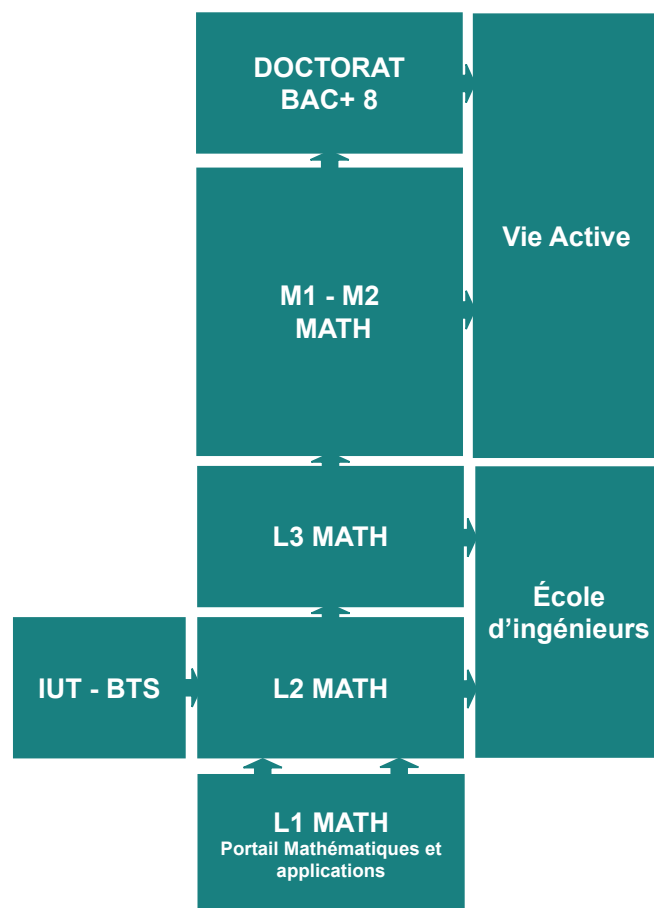 DOCTORAT
BAC+ 8
Vie Active
M1 - M2
MATH
L3 MATH
École
d’ingénieurs
IUT - BTS
L2 MATH
L1 MATH
Portail Mathématiques et
applications